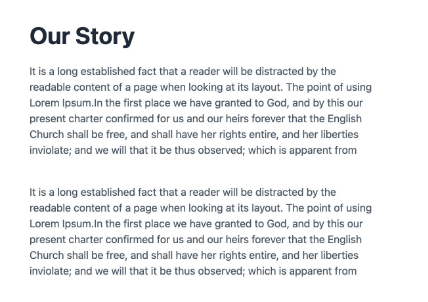 Our Story
It is a long established fact that a reader will be distracted by the
readable content of a page when looking at its layout. The point of using
Lorem Ipsum.In the first place we have granted to God, and by this our
present charter confirmed for us and our heirs forever that the English
Church shall be free, and shall have her rights entire, and her liberties
inviolate; and we will that it be thus observed; which is apparent from
It is a long established fact that a reader will be distracted by the
readable content of a page when looking at its layout. The point of using
Lorem Ipsum.In the first place we have granted to God, and by this our
present charter confirmed for us and our heirs forever that the English
Church shall be free, and shall have her rights entire, and her liberties
inviolate; and we will that it be thus observed; which is apparent from